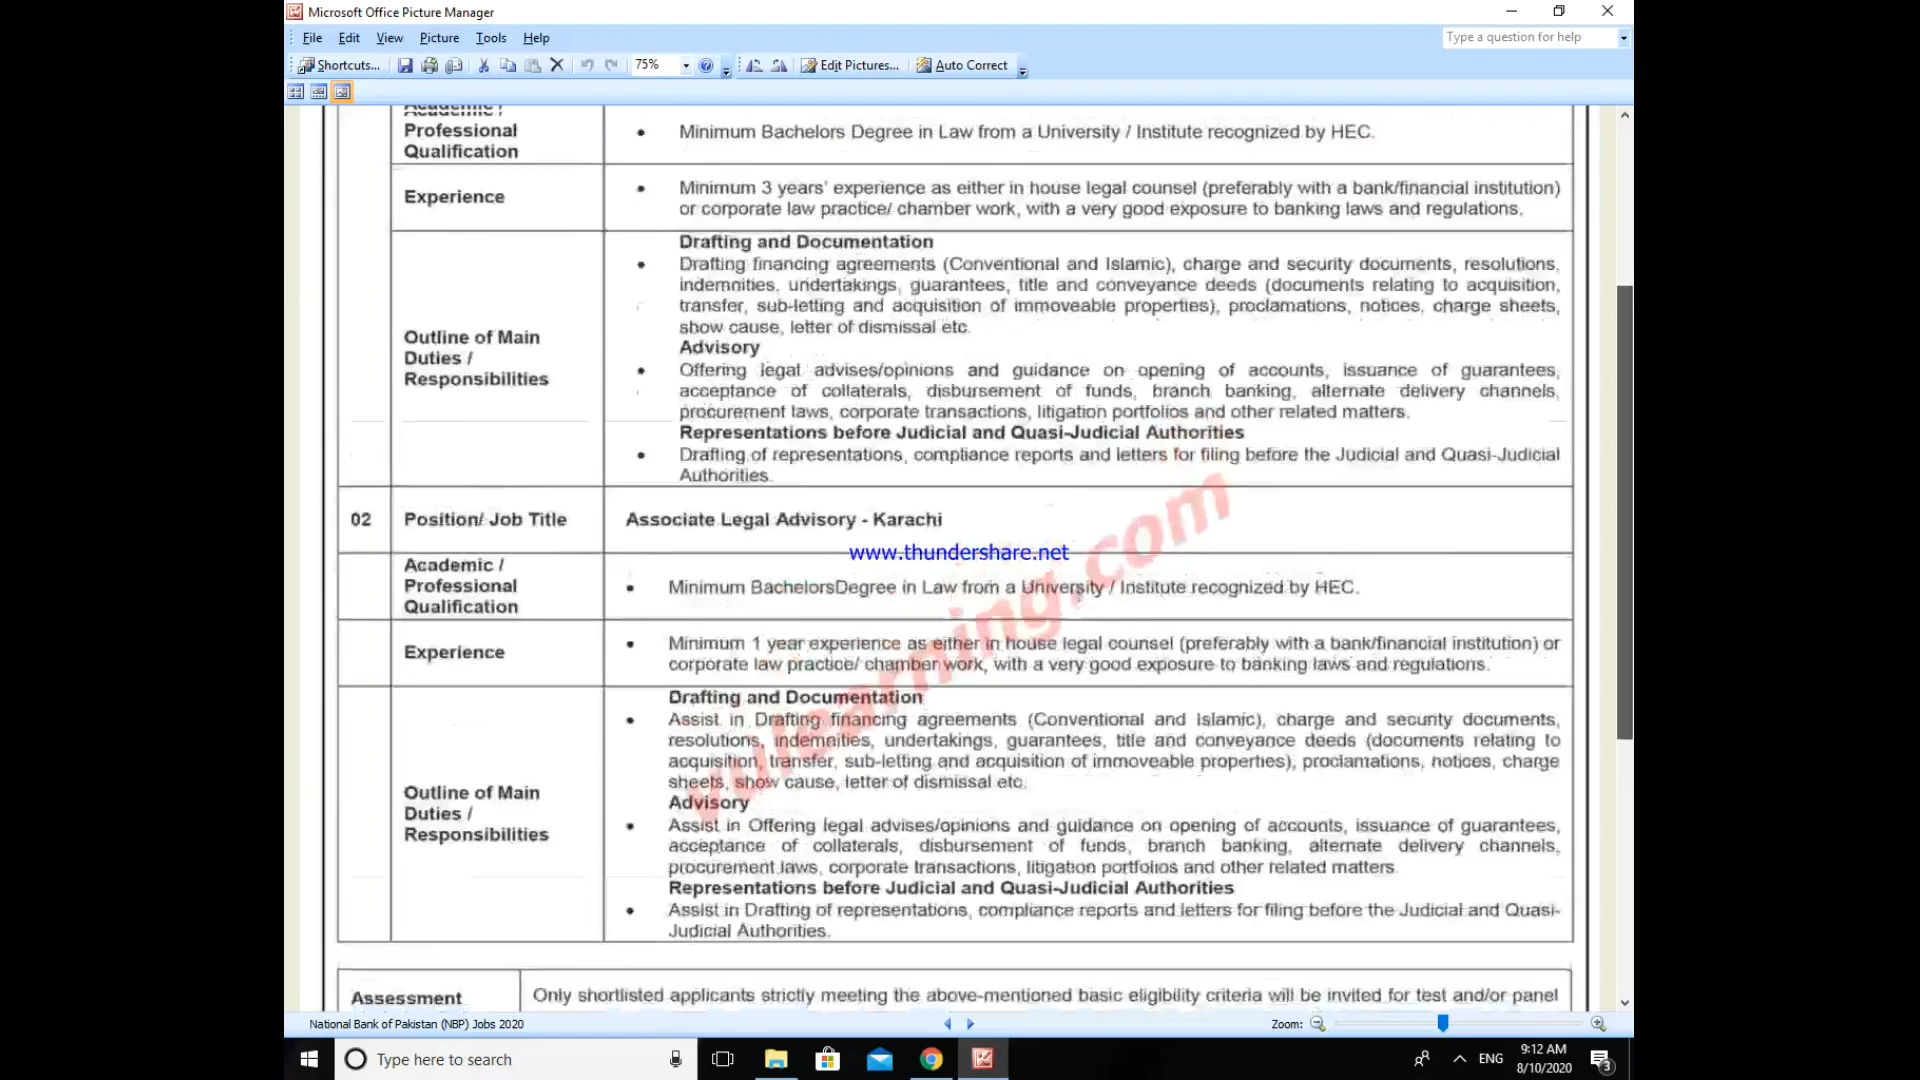 Microsoft Office Picture Manager
File Edit View Picture Tools Help
Type a question for help
Shortcuts... 75% Edit Pictures... Auto Correct
Academic /
Professional
Qualification
• Minimum Bachelors Degree in Law from a University / Institute recognized by HEC.
Experience
• Minimum 3 years' experience as either in house legal counsel (preferably with a bank/financial institution)
or corporate law practice/ chamber work, with a very good exposure to banking laws and regulations.
Outline of Main
Duties /
Responsibilities
Drafting and Documentation
• Drafting financing agreements (Conventional and Islamic), charge and security documents, resolutions,
indemnities, undertakings, guarantees, title and conveyance deeds (documents relating to acquisition,
transfer, sub-letting and acquisition of immoveable properties), proclamations, notices, charge sheets,
show cause, letter of dismissal etc.
Advisory
• Offering legal advises/opinions and guidance on opening of accounts, issuance of guarantees,
acceptance of collaterals, disbursement of funds, branch banking, alternate delivery channels,
procurement laws, corporate transactions, litigation portfolios and other related matters.
Representations before Judicial and Quasi-Judicial Authorities
• Drafting of representations, compliance reports and letters for filing before the Judicial and Quasi-Judicial
Authorities.
02 Position/ Job Title Associate Legal Advisory - Karachi
www.thundershare.net
Academic /
Professional
Qualification
• Minimum BachelorsDegree in Law from a University / Institute recognized by HEC.
Experience
• Minimum 1 year experience as either in house legal counsel (preferably with a bank/financial institution) or
corporate law practice/ chamber work, with a very good exposure to banking laws and regulations.
Outline of Main
Duties /
Responsibilities
Drafting and Documentation
• Assist in Drafting financing agreements (Conventional and Islamic), charge and security documents,
resolutions, indemnities, undertakings, guarantees, title and conveyance deeds (documents relating to
acquisition, transfer, sub-letting and acquisition of immoveable properties), proclamations, notices, charge
sheets, show cause, letter of dismissal etc.
Advisory
• Assist in Offering legal advises/opinions and guidance on opening of accounts, issuance of guarantees,
acceptance of collaterals, disbursement of funds, branch banking, alternate delivery channels,
procurement laws, corporate transactions, litigation portfolios and other related matters.
Representations before Judicial and Quasi-Judicial Authorities
• Assist in Drafting of representations, compliance reports and letters for filing before the Judicial and Quasi-
Judicial Authorities.
vulearning.com
Assessment
Only shortlisted applicants strictly meeting the above-mentioned basic eligibility criteria will be invited for test and/or panel
National Bank of Pakistan (NBP) Jobs 2020
Zoom:
Type here to search
ENG
9:12 AM
8/10/2020
3